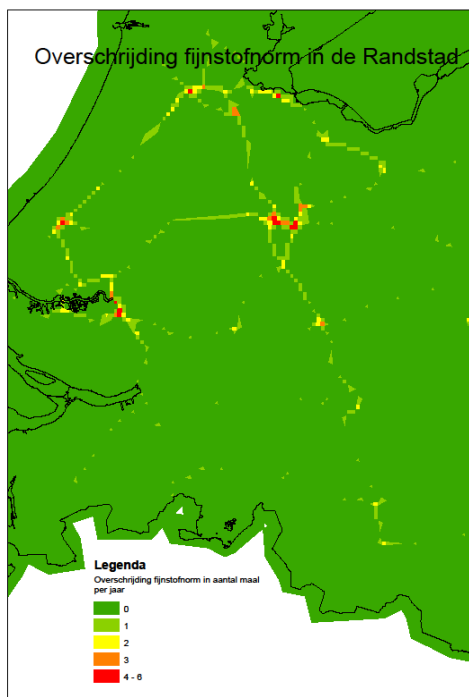 Overschrijding fijnstofnorm in de Randstad
Legenda
Overschrijding fijnstofnorm in aantal maal
per jaar
0
1
2
3
4 - 6